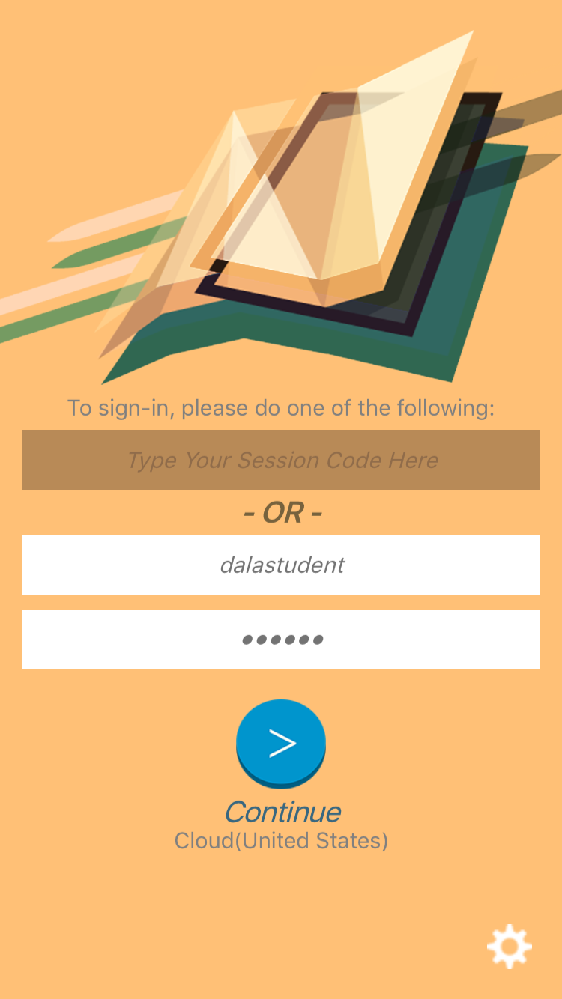 To sign-in, please do one of the following:
Type Your Session Code Here
- OR -
dalastudent
••••••
>
Continue
Cloud(United States)